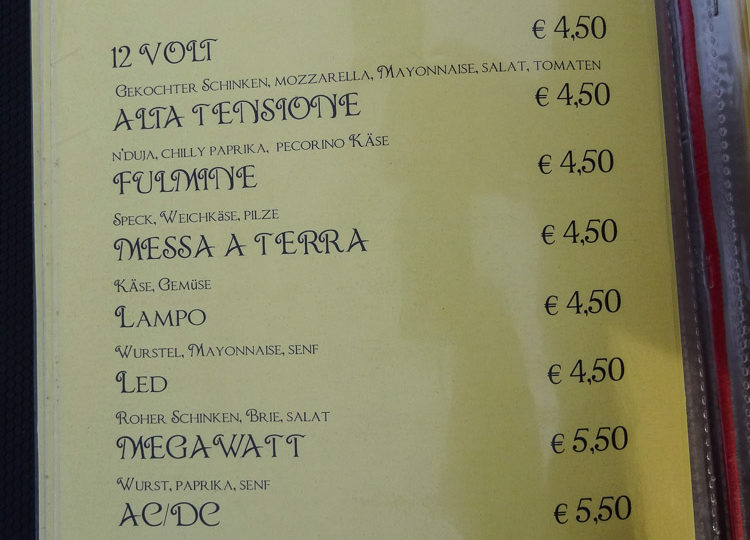 12 VOLT € 4,50
GEKOCHTER SCHINKEN, MOZZARELLA, MAYONNAISE, SALAT, TOMATEN
ALTA TENSIONE € 4,50
N'DUJA, CHILLY PAPRIKA, PECORINO KÄSE
FULMINE € 4,50
SPECK, WEICHKÄSE, PILZE
MESSA A TERRA € 4,50
KÄSE, GEMÜSE
LAMPO € 4,50
WURSTEL, MAYONNAISE, SENF
LED € 4,50
ROHER SCHINKEN, BRIE, SALAT
MEGAWATT € 5,50
WURST, PAPRIKA, SENF
AC/DC € 5,50